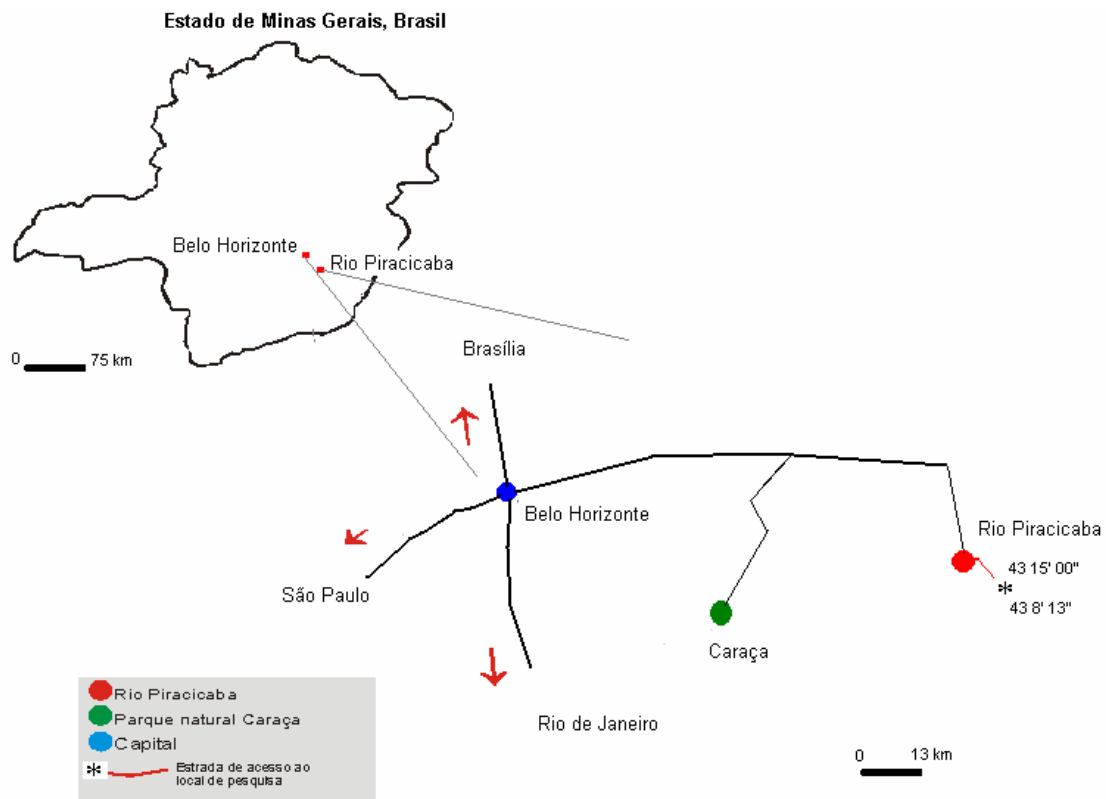 Estado de Minas Gerais, Brasil
Belo Horizonte
Rio Piracicaba
0 75 km
Brasília
Belo Horizonte
Rio Piracicaba
43 15' 00"
*
43 8' 13"
São Paulo
Caraça
Rio de Janeiro
Rio Piracicaba
Parque natural Caraça
Capital
* Estrada de acesso ao
local de pesquisa
0 13 km